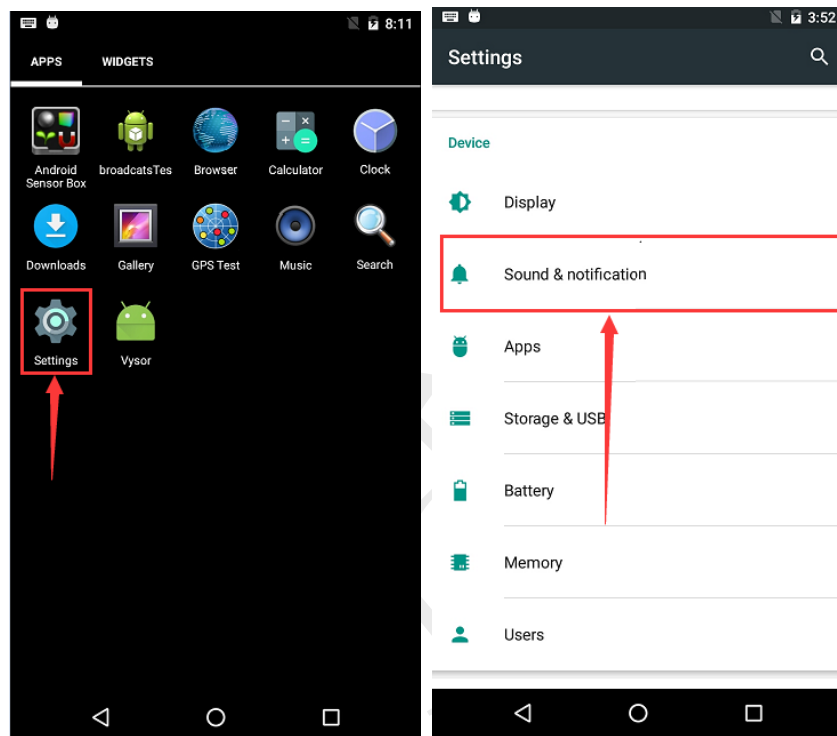 8:11
APPS WIDGETS
Android
Sensor Box
broadcatsTes
Browser
Calculator
Clock
Downloads
Gallery
GPS Test
Music
Search
Settings
Vysor
3:52
Settings
Device
Display
Sound & notification
Apps
Storage & USB
Battery
Memory
Users